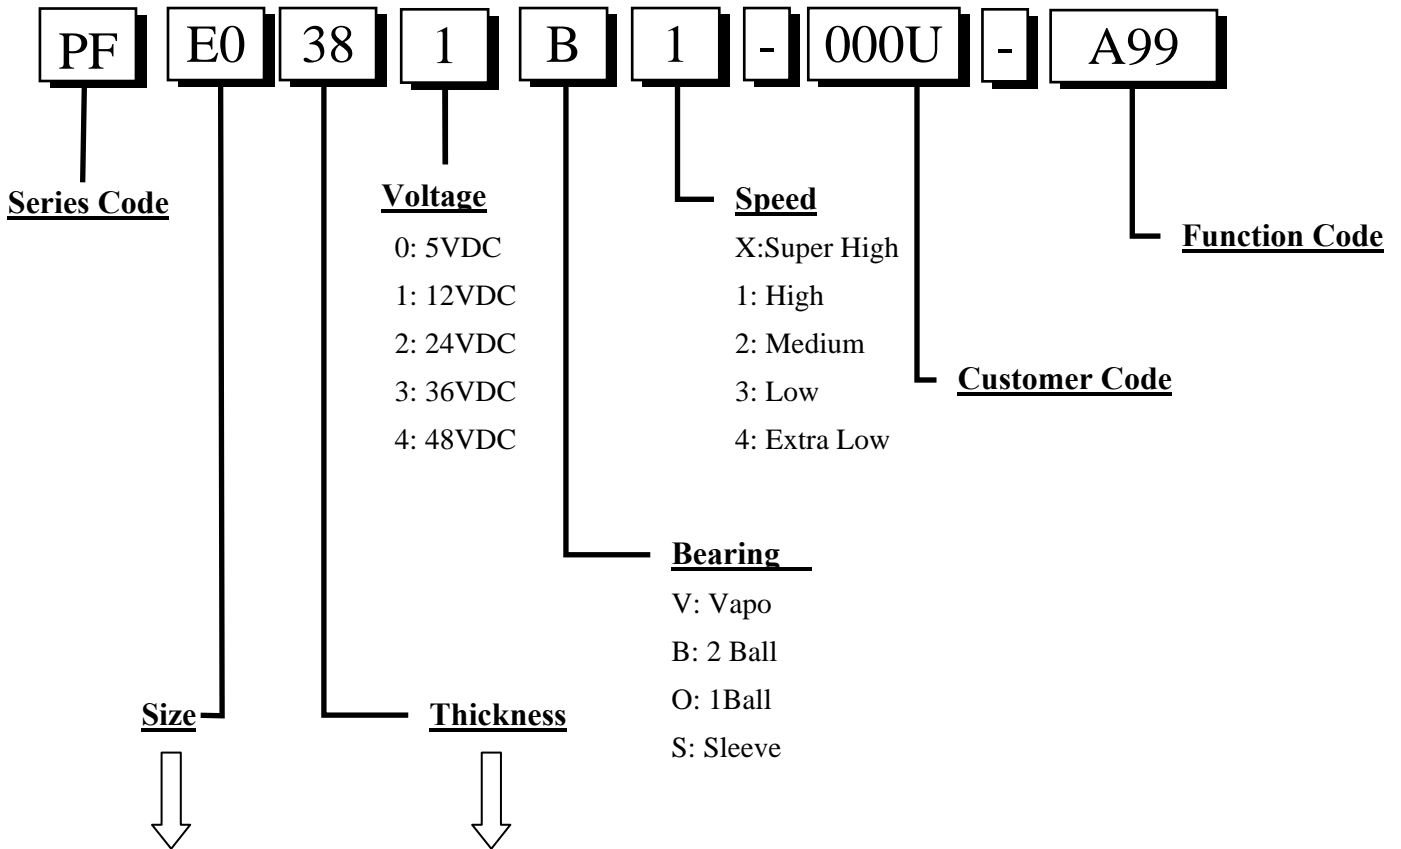 PF E0 38 1 B 1 - 000U - A99
Series Code
Voltage
0: 5VDC
1: 12VDC
2: 24VDC
3: 36VDC
4: 48VDC
Speed
X:Super High
1: High
2: Medium
3: Low
4: Extra Low
Function Code
Customer Code
Bearing
V: Vapo
B: 2 Ball
O: 1Ball
S: Sleeve
Size
Thickness